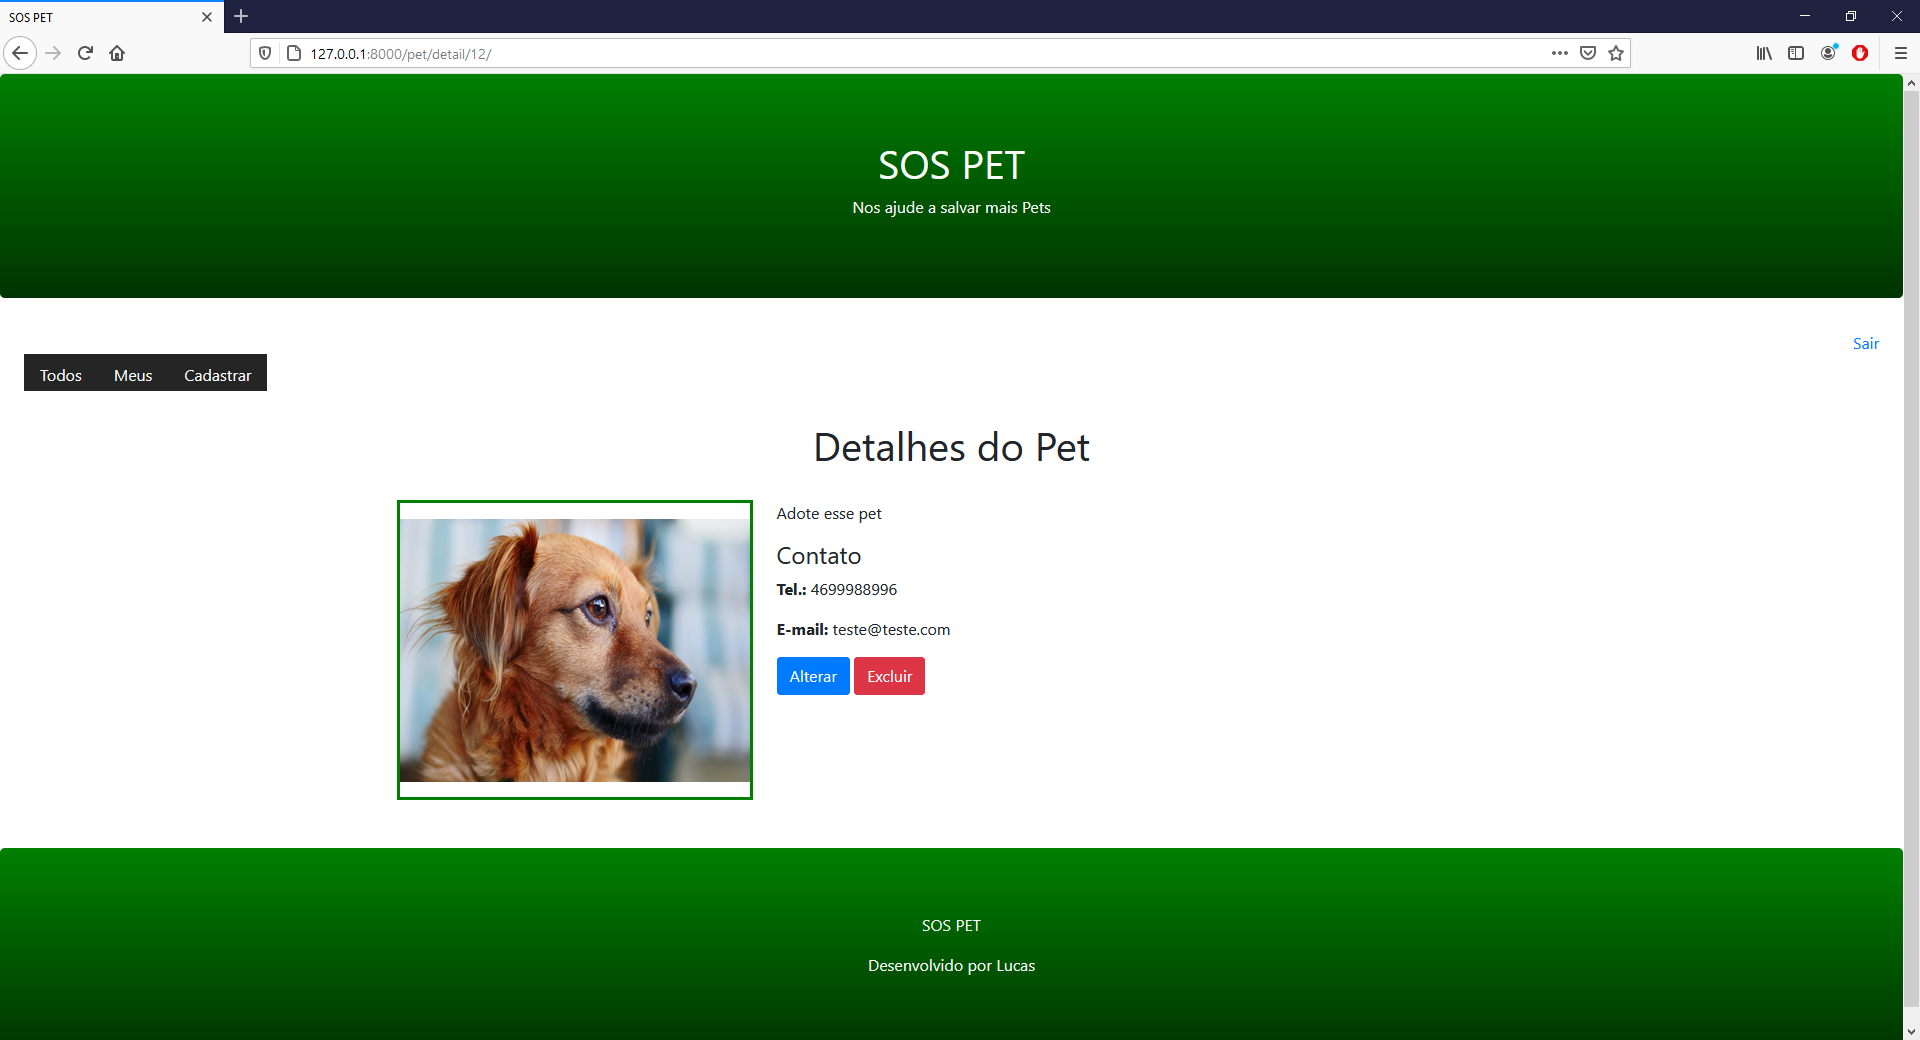 SOS PET
127.0.0.1:8000/pet/detail/12/
SOS PET
Nos ajude a salvar mais Pets
Sair
Todos Meus Cadastrar
Detalhes do Pet
Adote esse pet
Contato
Tel.: 4699988996
E-mail: teste@teste.com
Alterar Excluir
SOS PET
Desenvolvido por Lucas